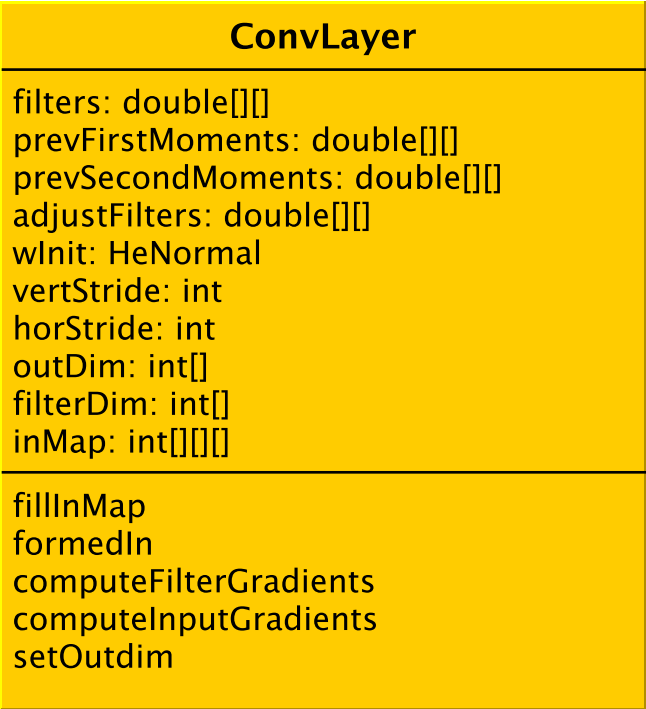 ConvLayer
filters: double[][]
prevFirstMoments: double[][]
prevSecondMoments: double[][]
adjustFilters: double[][]
wInit: HeNormal
vertStride: int
horStride: int
outDim: int[]
filterDim: int[]
inMap: int[][][]
fillInMap
formedIn
computeFilterGradients
computeInputGradients
setOutdim